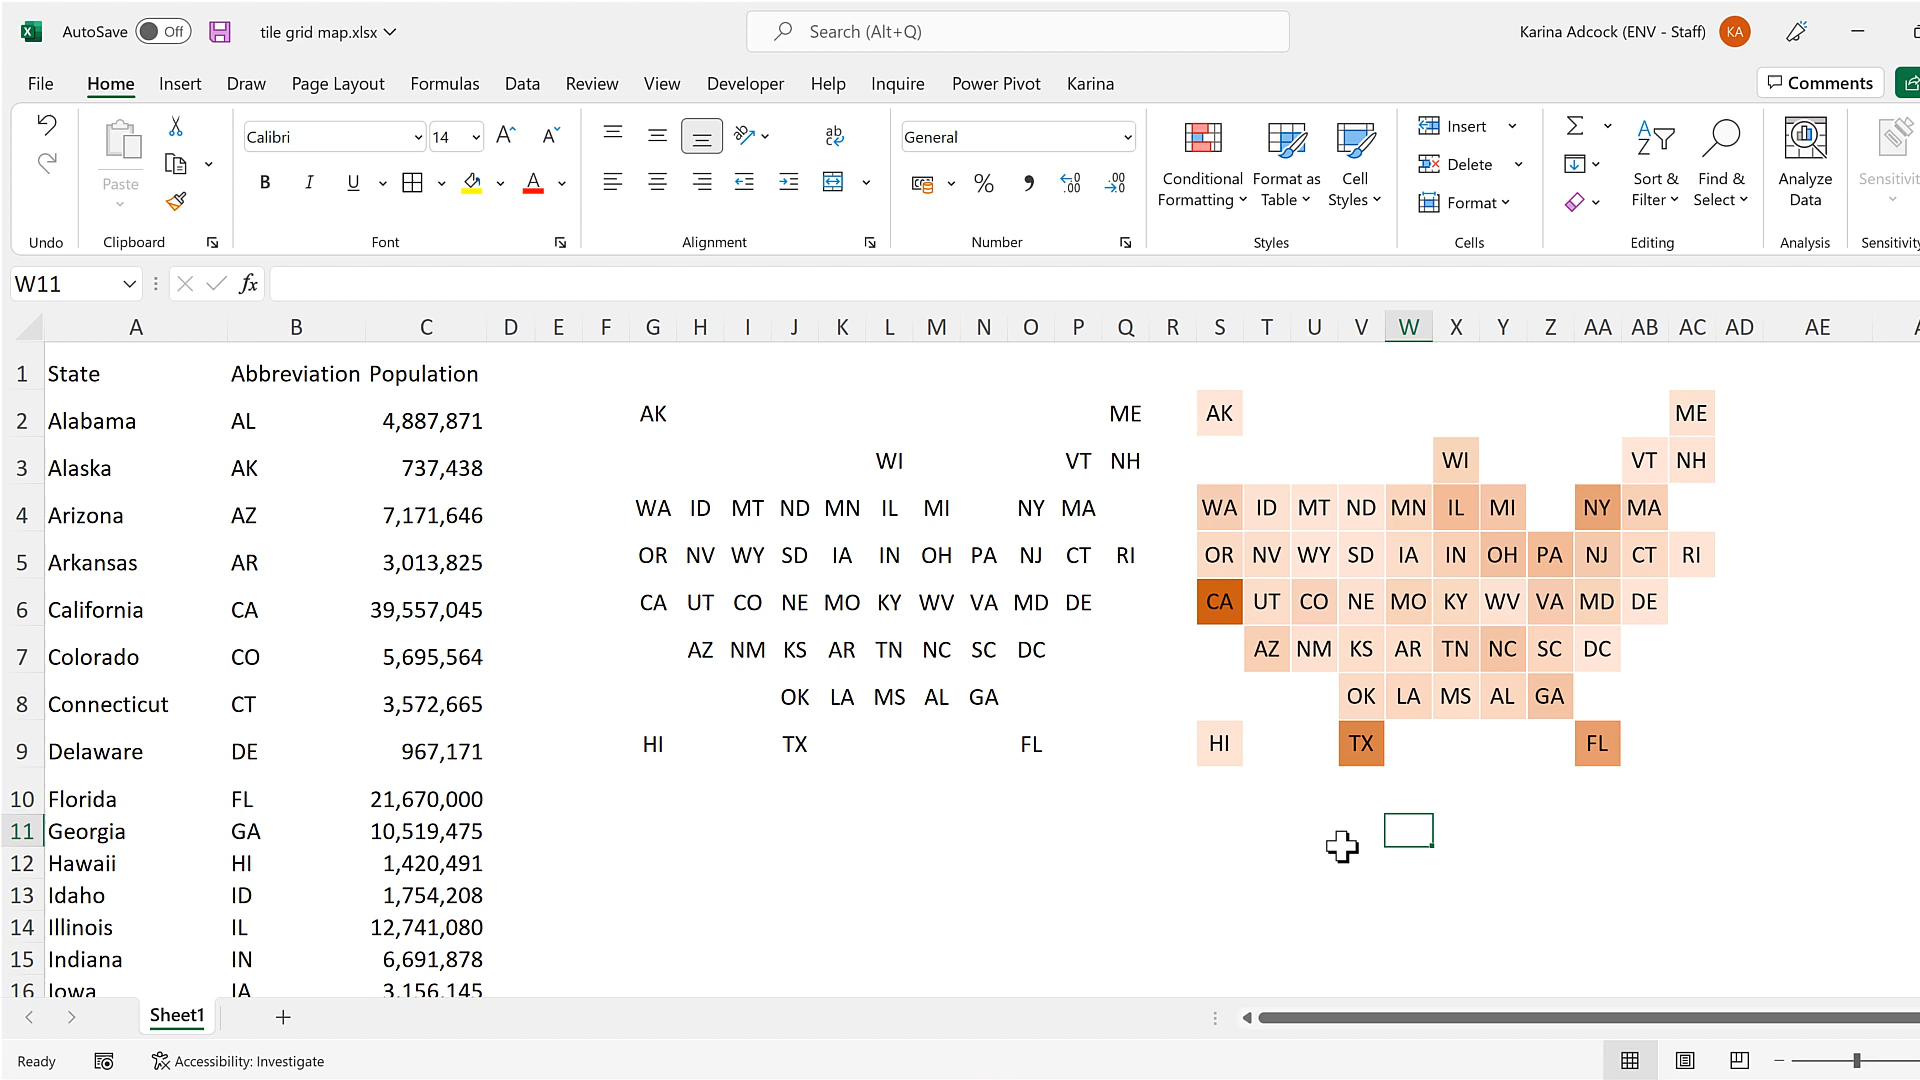 AutoSave Off tile grid map.xlsx Search (Alt+Q) Karina Adcock (ENV - Staff) KA
File Home Insert Draw Page Layout Formulas Data Review View Developer Help Inquire Power Pivot Karina Comments
Calibri 14 General Insert
Paste Conditional Format as Cell Delete Sort & Find & Analyze
Formatting Table Styles Format Filter Select Data
Undo Clipboard Font Alignment Number Styles Cells Editing Analysis Sensitivity
W11 fx
A B C D E F G H I J K L M N O P Q R S T U V W X Y Z AA AB AC AD AE
1 State Abbreviation Population
2 Alabama AL 4,887,871 AK ME AK ME
3 Alaska AK 737,438 WI VT NH WI VT NH
4 Arizona AZ 7,171,646 WA ID MT ND MN IL MI NY MA WA ID MT ND MN IL MI NY MA
5 Arkansas AR 3,013,825 OR NV WY SD IA IN OH PA NJ CT RI OR NV WY SD IA IN OH PA NJ CT RI
6 California CA 39,557,045 CA UT CO NE MO KY WV VA MD DE CA UT CO NE MO KY WV VA MD DE
7 Colorado CO 5,695,564 AZ NM KS AR TN NC SC DC AZ NM KS AR TN NC SC DC
8 Connecticut CT 3,572,665 OK LA MS AL GA OK LA MS AL GA
9 Delaware DE 967,171 HI TX FL HI TX FL
10 Florida FL 21,670,000
11 Georgia GA 10,519,475
12 Hawaii HI 1,420,491
13 Idaho ID 1,754,208
14 Illinois IL 12,741,080
15 Indiana IN 6,691,878
16 Iowa IA 3,156,145
Sheet1
Ready Accessibility: Investigate